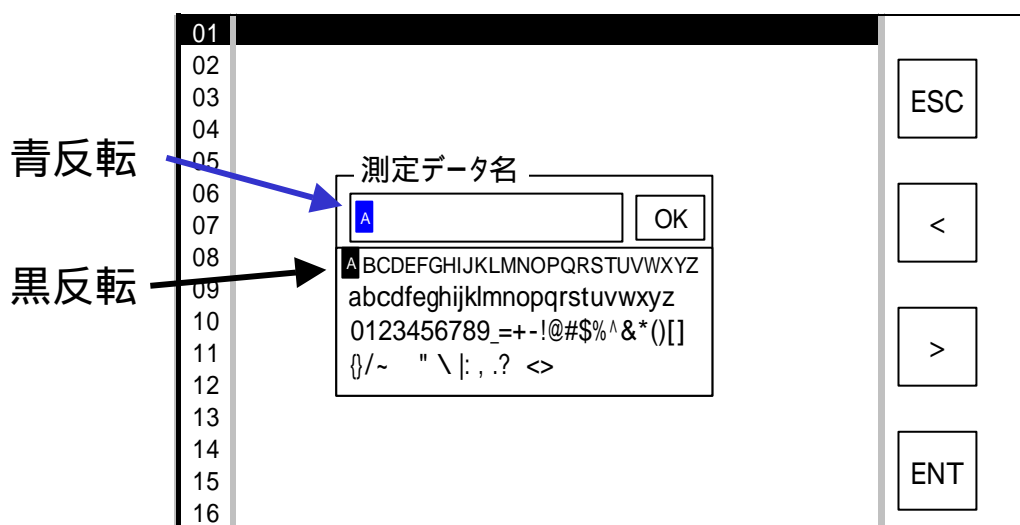 01
02
03
04
05
06
07
08
09
10
11
12
13
14
15
16
青反転
黒反転
測定データ名
A
OK
A BCDEFGHIJKLMNOPQRSTUVWXYZ
abcdfeghijklmnopqrstuvwxyz
0123456789_=+-!@#$%^&*()[]
{}/~ " \ |: , .? <>
ESC
<
>
ENT